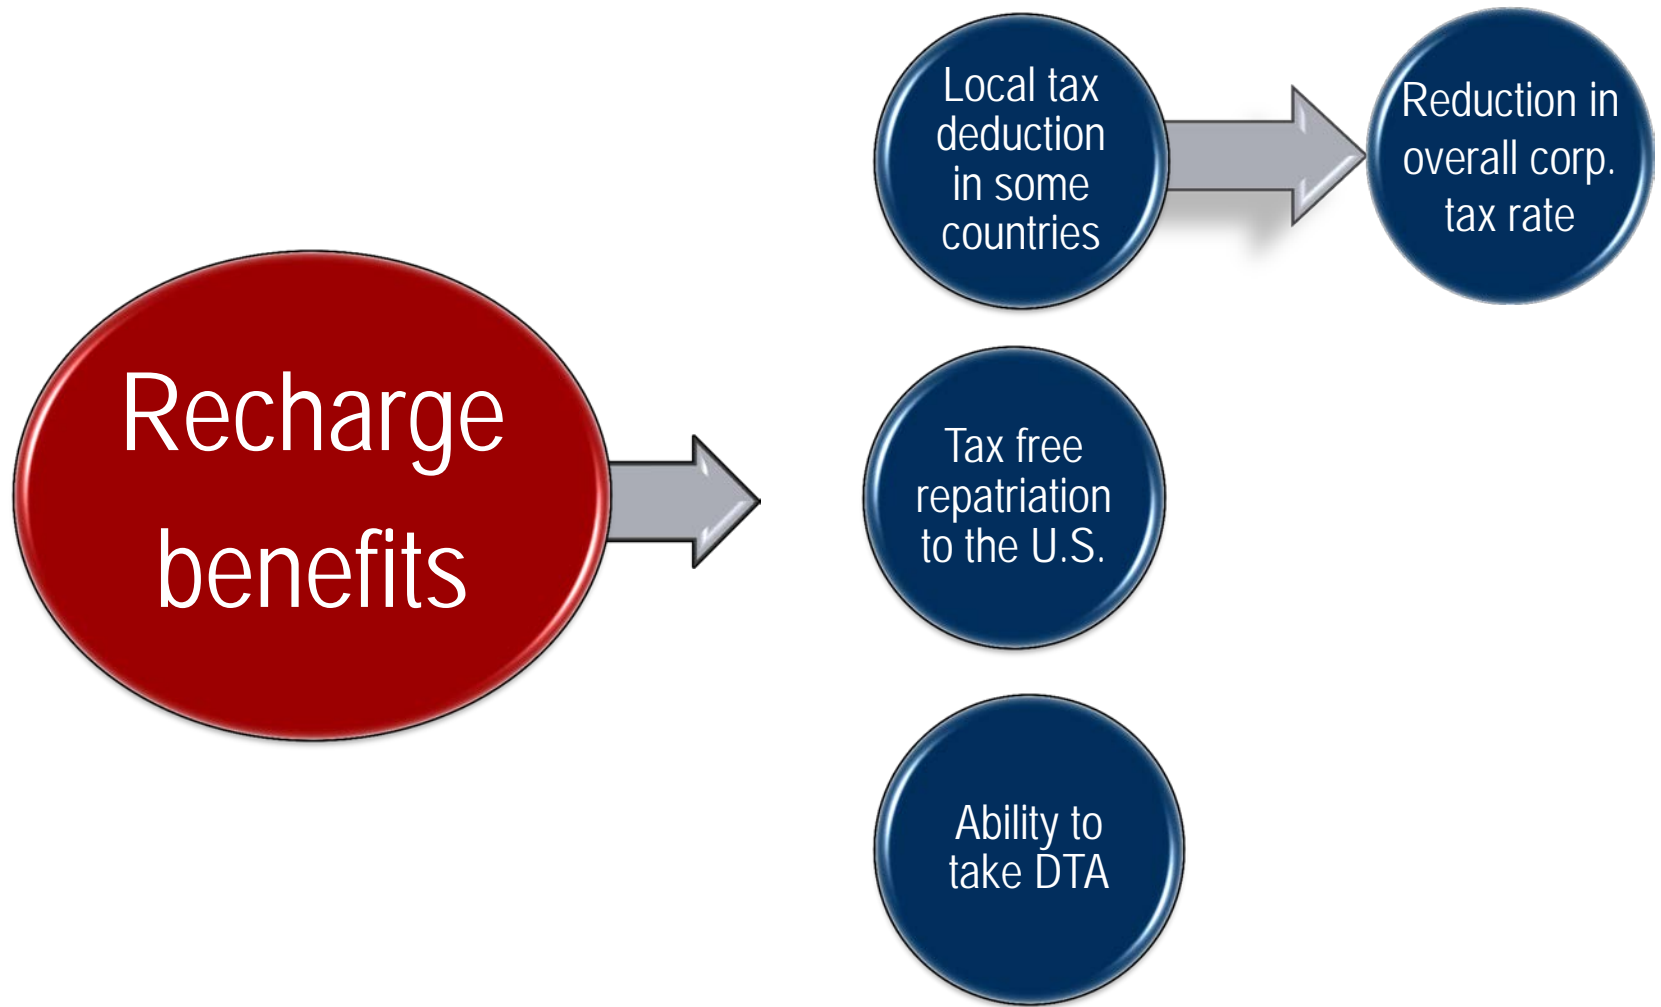 Recharge
benefits
Local tax
deduction
in some
countries
Reduction in
overall corp.
tax rate
Tax free
repatriation
to the U.S.
Ability to
take DTA